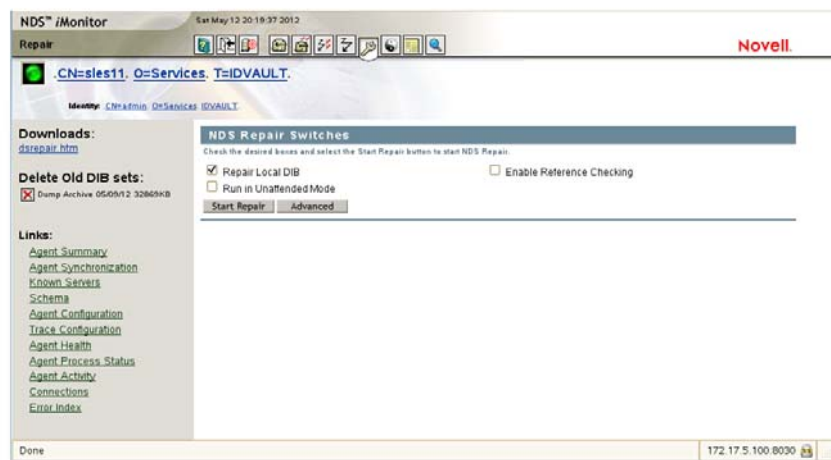 NDS™ iMonitor
Sat May 12 20:19:37 2012
Repair
Novell.
.CN=sles11. O=Services. T=IDVAULT.
Identity: CN=admin. O=Services. IDVAULT.
Downloads:
dsrepair.htm
Delete Old DIB sets:
Dump Archive 05/09/12 32869KB
Links:
Agent Summary
Agent Synchronization
Known Servers
Schema
Agent Configuration
Trace Configuration
Agent Health
Agent Process Status
Agent Activity
Connections
Error Index
NDS Repair Switches
Check the desired boxes and select the Start Repair button to start NDS Repair.
Repair Local DIB
Enable Reference Checking
Run in Unattended Mode
Start Repair
Advanced
Done
172.17.5.100:8030